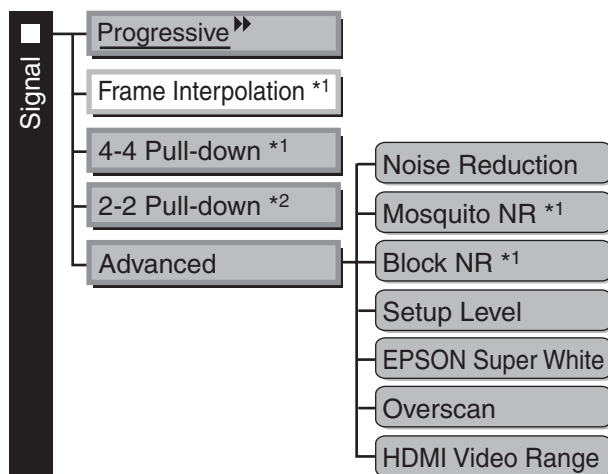 Signal
Progressive
Frame Interpolation *1
4-4 Pull-down *1
2-2 Pull-down *2
Advanced
Noise Reduction
Mosquito NR *1
Block NR *1
Setup Level
EPSON Super White
Overscan
HDMI Video Range